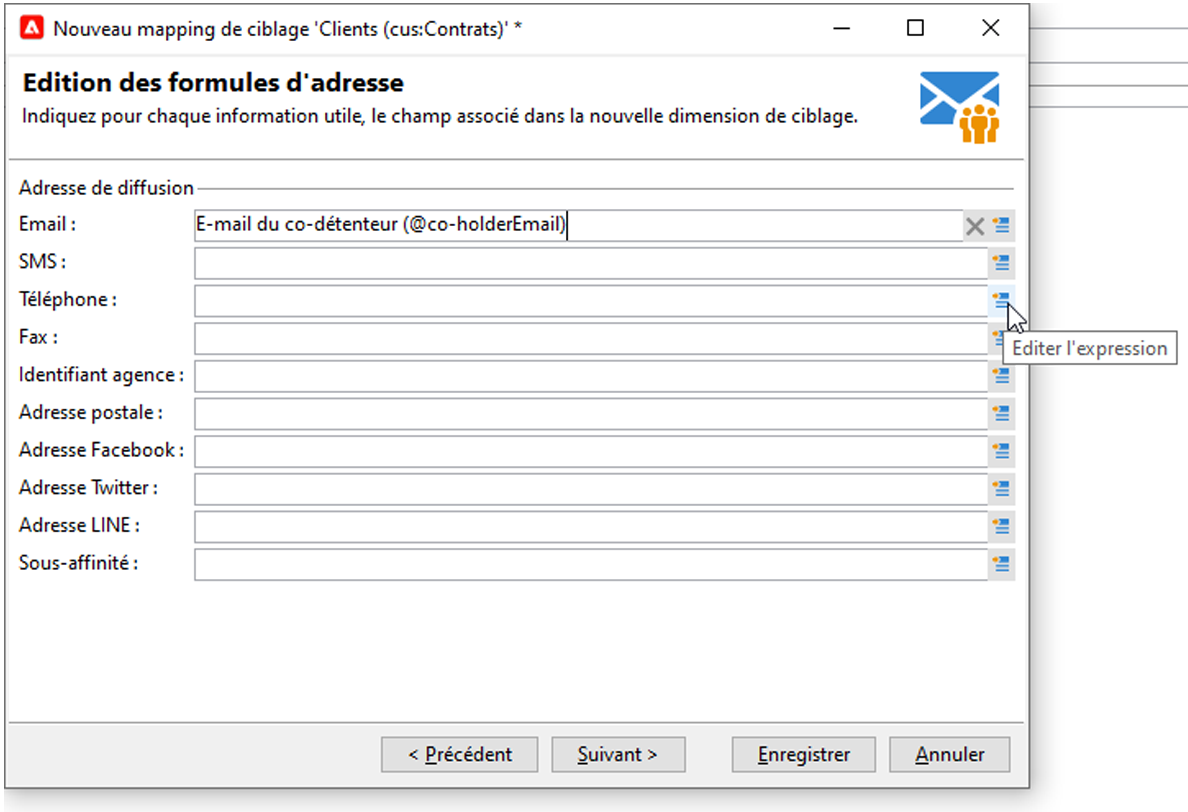 Nouveau mapping de ciblage 'Clients (cus:Contrats)' *
Edition des formules d'adresse
Indiquez pour chaque information utile, le champ associé dans la nouvelle dimension de ciblage.
Adresse de diffusion
Email : E-mail du co-détenteur (@co-holderEmail)
SMS :
Téléphone :
Fax :
Editer l'expression
Identifiant agence :
Adresse postale :
Adresse Facebook :
Adresse Twitter :
Adresse LINE :
Sous-affinité :
< Précédent Suivant > Enregistrer Annuler